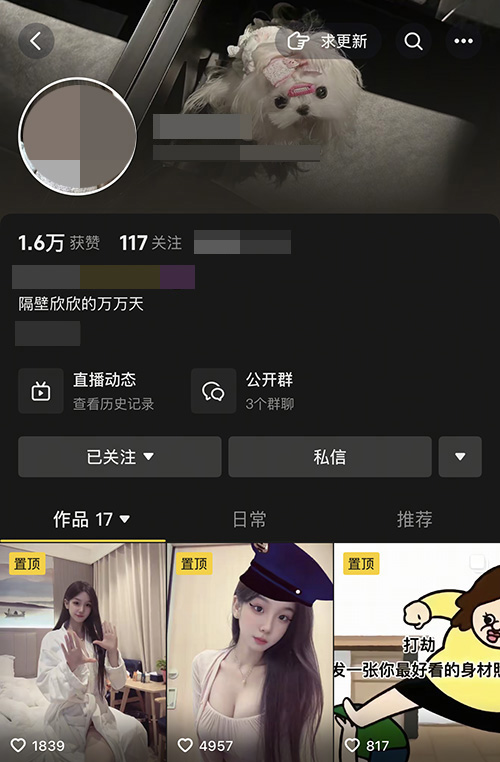 求更新
1.6万 获赞 117 关注
隔壁欣欣的万万天
直播动态
查看历史记录
公开群
3个群聊
已关注
私信
作品 17
日常
推荐
置顶
置顶
置顶
打劫
发一张你最好看的身材照
1839
4957
817